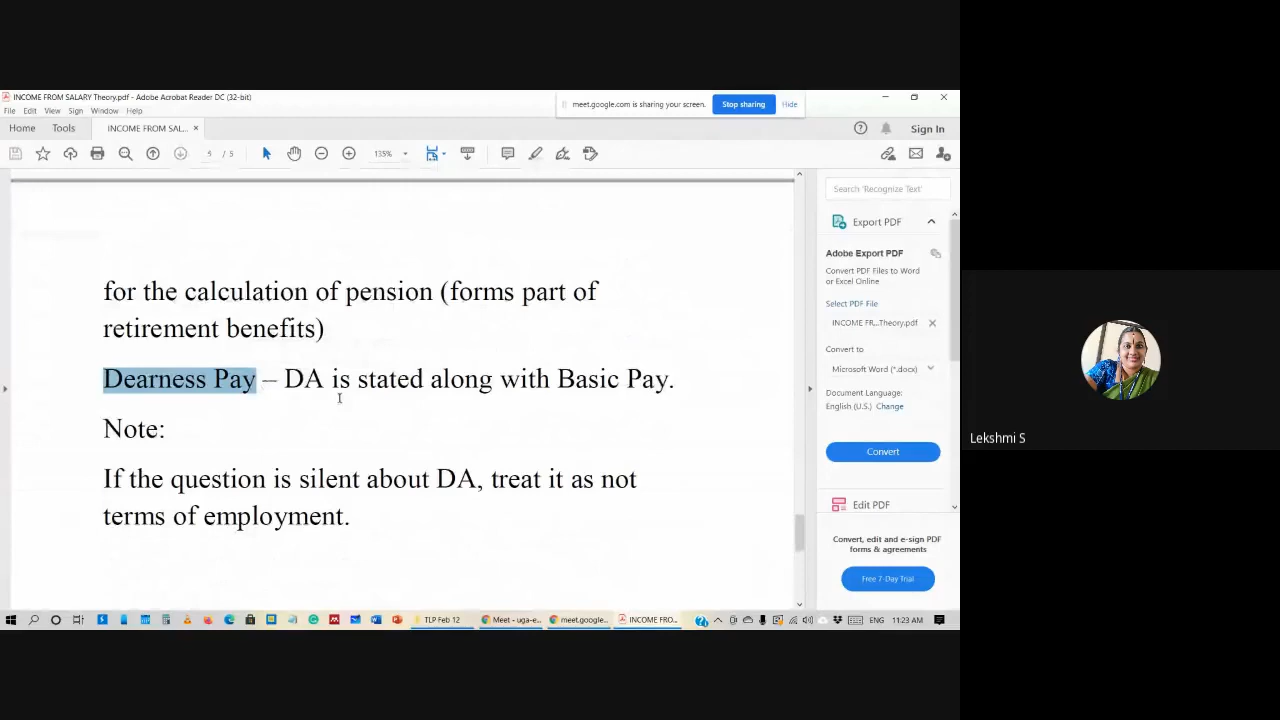 INCOME FROM SALARY Theory.pdf - Adobe Acrobat Reader DC (32-bit)
File Edit View Sign Window Help
meet.google.com is sharing your screen. Stop sharing Hide
Home Tools INCOME FROM SAL... × Sign In
5 / 5 135%
for the calculation of pension (forms part of
retirement benefits)
Dearness Pay – DA is stated along with Basic Pay.
Note:
If the question is silent about DA, treat it as not
terms of employment.
Search 'Recognize Text'
Export PDF
Adobe Export PDF
Convert PDF Files to Word
or Excel Online
Select PDF File
INCOME FR...Theory.pdf
Convert to
Microsoft Word (*.docx)
Document Language:
English (U.S.) Change
Convert
Edit PDF
Convert, edit and e-sign PDF
forms & agreements
Free 7-Day Trial
Lekshmi S
TLP Feb 12 Meet - uga-e... meet.google... INCOME FRO... ENG 11:23 AM